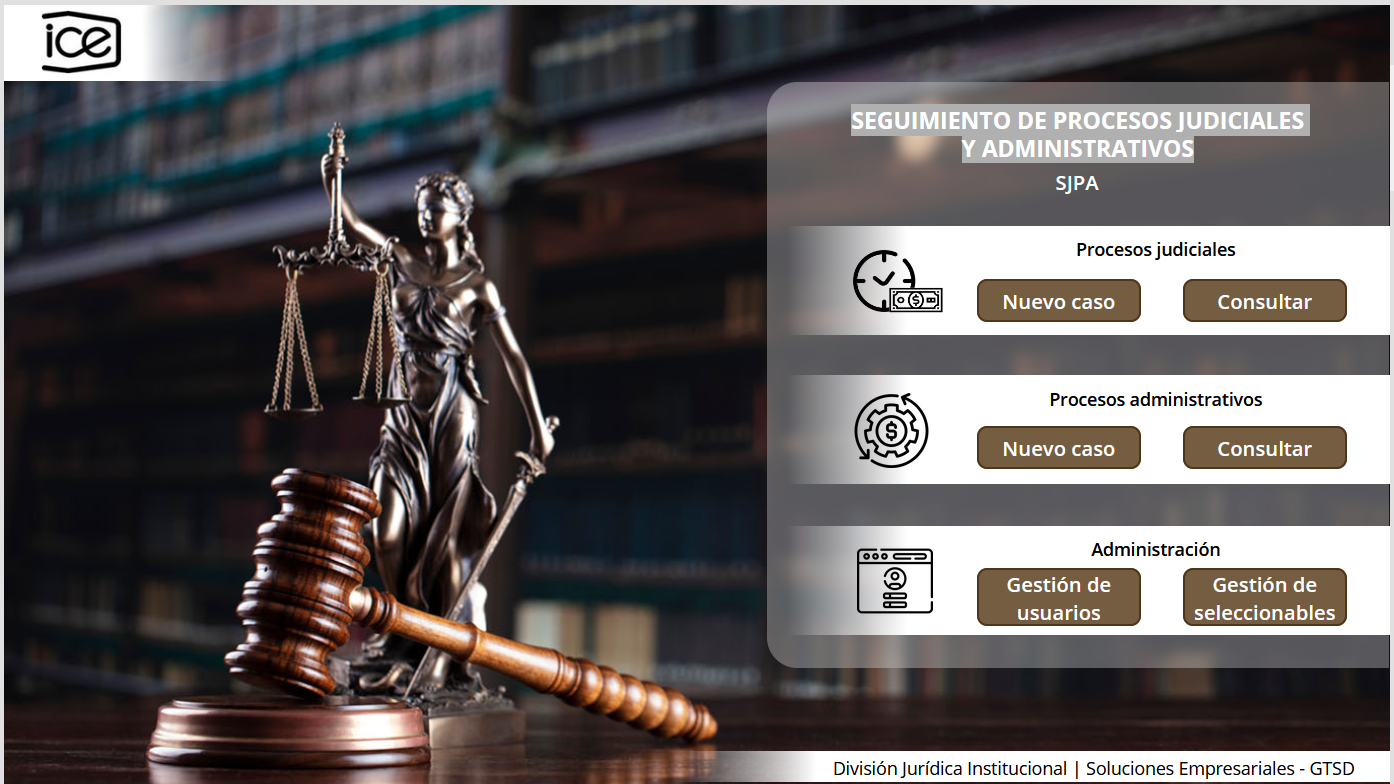 ice
SEGUIMIENTO DE PROCESOS JUDICIALES
Y ADMINISTRATIVOS
SJPA
Procesos judiciales
Nuevo caso
Consultar
Procesos administrativos
Nuevo caso
Consultar
Administración
Gestión de
usuarios
Gestión de
seleccionables
División Jurídica Institucional | Soluciones Empresariales - GTSD